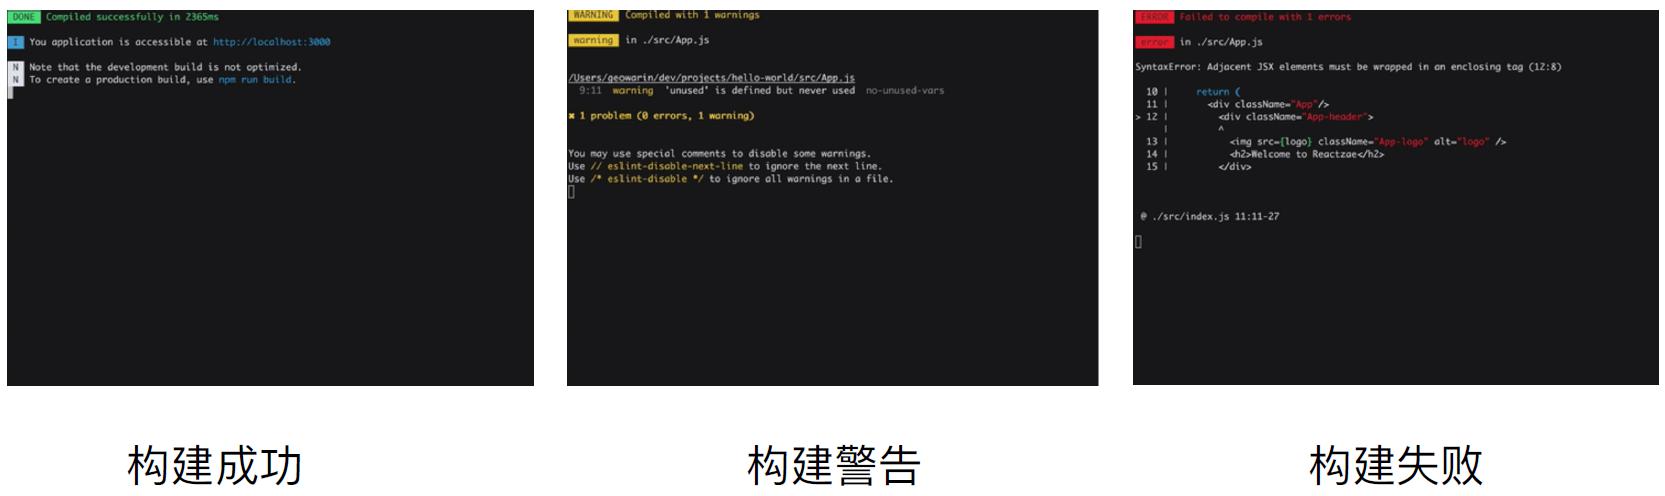 DONE Compiled successfully in 2365ms
I You application is accessible at http://localhost:3000
N Note that the development build is not optimized.
N To create a production build, use npm run build.
WARNING Compiled with 1 warnings
warning in ./src/App.js
/Users/geowarin/dev/projects/hello-world/src/App.js
9:11 warning 'unused' is defined but never used no-unused-vars
✖ 1 problem (0 errors, 1 warning)
You may use special comments to disable some warnings.
Use // eslint-disable-next-line to ignore the next line.
Use /* eslint-disable */ to ignore all warnings in a file.
ERROR Failed to compile with 1 errors
error in ./src/App.js
SyntaxError: Adjacent JSX elements must be wrapped in an enclosing tag (12:8)
10 | return (
11 | <div className="App"/>
> 12 | <div className="App-header">
| ^
13 | <img src={logo} className="App-logo" alt="logo" />
14 | <h2>Welcome to Reactzae</h2>
15 | </div>
@ ./src/index.js 11:11-27
构建成功
构建警告
构建失败